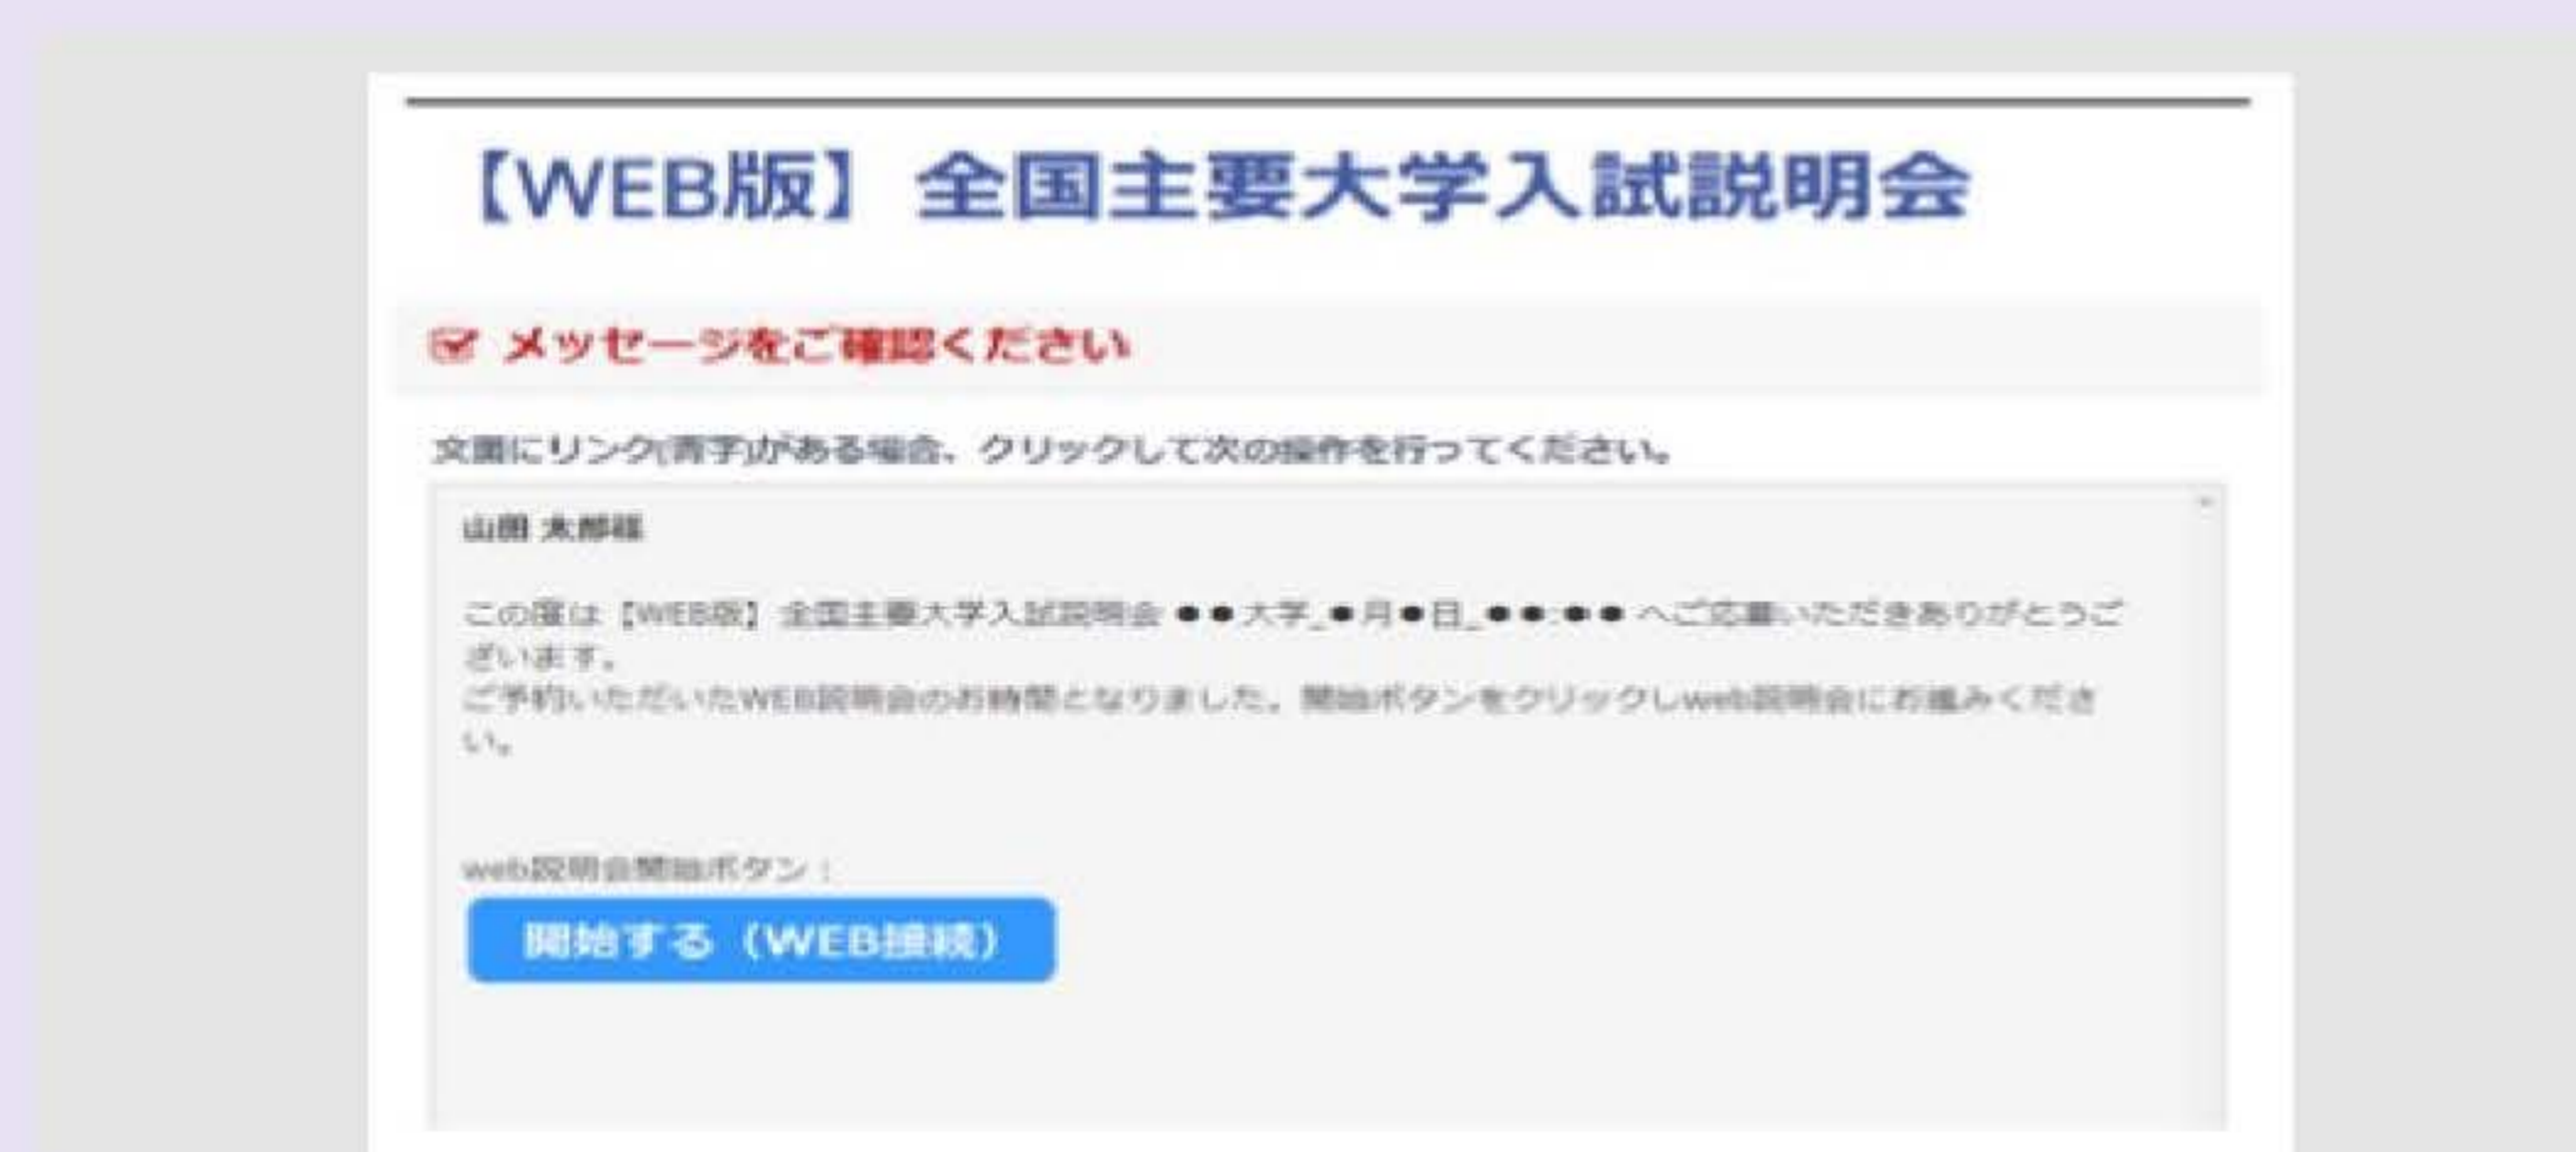 【WEB版】全国主要大学入試説明会
メッセージをご確認ください
文面にリンク(青字)がある場合、クリックして次の操作を行ってください。
山田 太郎様
この度は【WEB版】全国主要大学入試説明会 ●●大学_●月●日_●●:●● へご応募いただきありがとうご
ざいます。
ご予約いただいたWEB説明会のお時間となりました。開始ボタンをクリックしweb説明会にお進みくださ
い。
web説明会開始ボタン：
開始する（WEB接続）